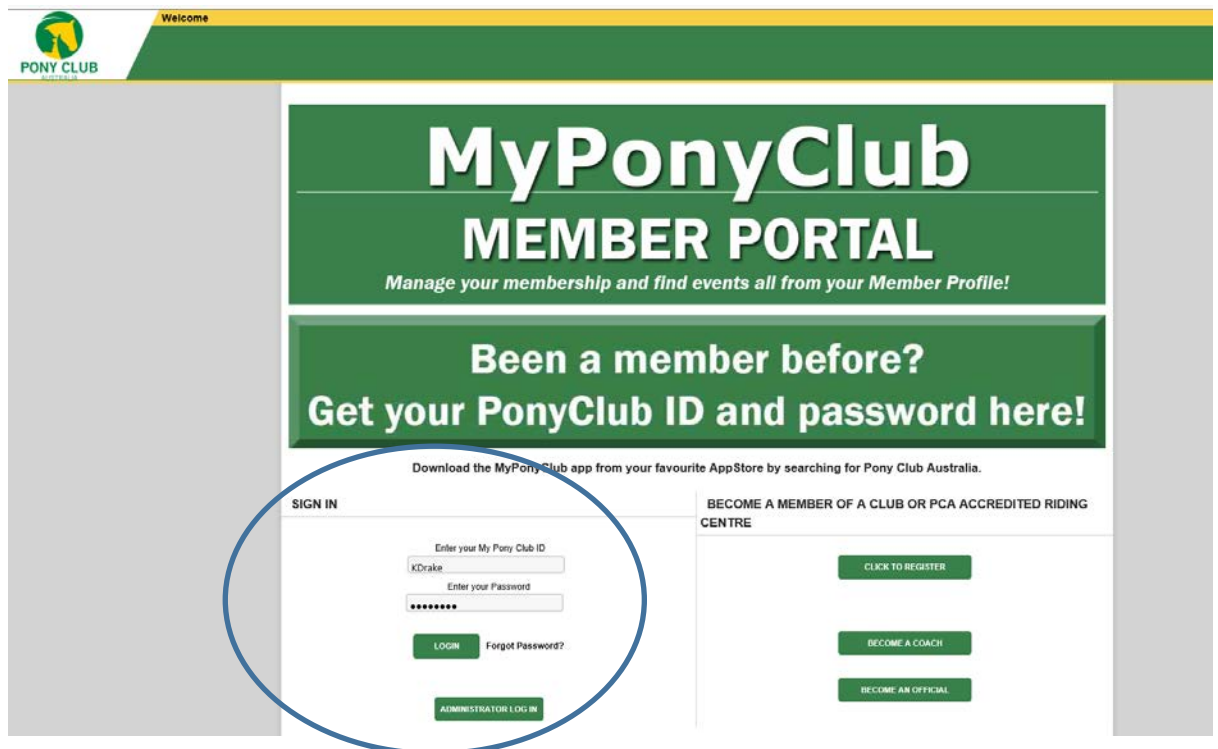 Welcome
PONY CLUB
AUSTRALIA
MyPonyClub
MEMBER PORTAL
Manage your membership and find events all from your Member Profile!
Been a member before?
Get your PonyClub ID and password here!
Download the MyPonyClub app from your favourite AppStore by searching for Pony Club Australia.
SIGN IN
Enter your My Pony Club ID
KDrake
Enter your Password
••••••••
LOGIN Forgot Password?
ADMINISTRATOR LOG IN
BECOME A MEMBER OF A CLUB OR PCA ACCREDITED RIDING
CENTRE
CLICK TO REGISTER
BECOME A COACH
BECOME AN OFFICIAL